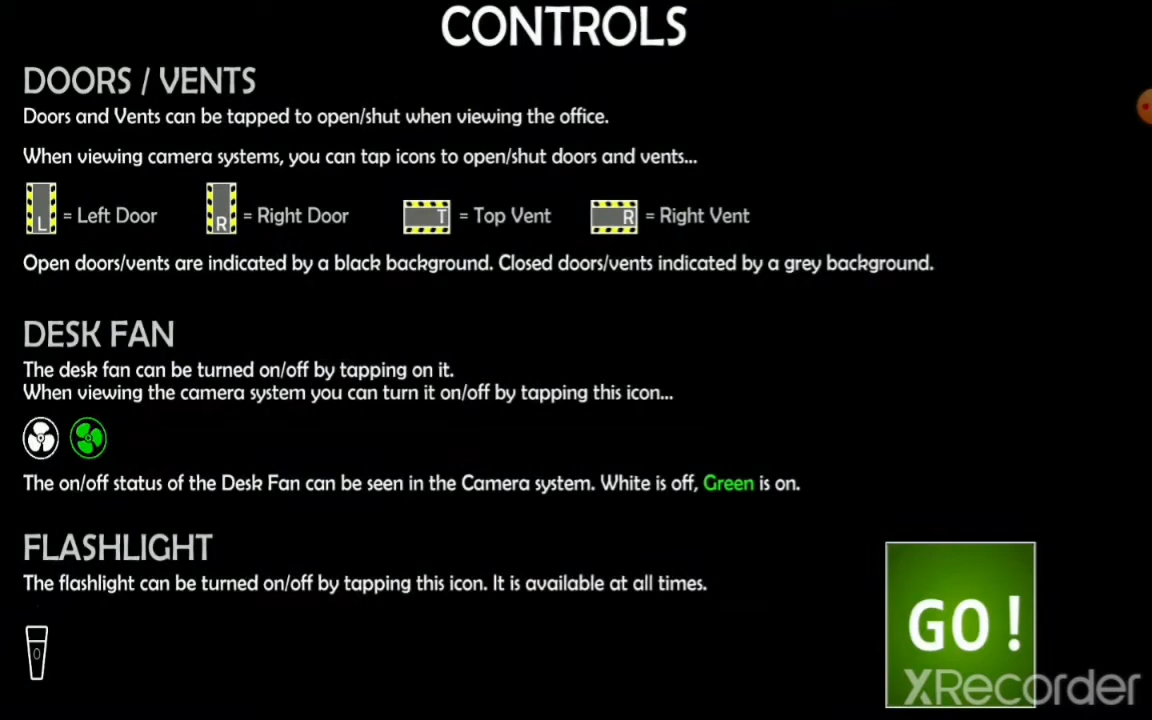 CONTROLS
DOORS / VENTS
Doors and Vents can be tapped to open/shut when viewing the office.
When viewing camera systems, you can tap icons to open/shut doors and vents...
L = Left Door R = Right Door T = Top Vent R = Right Vent
Open doors/vents are indicated by a black background. Closed doors/vents indicated by a grey background.
DESK FAN
The desk fan can be turned on/off by tapping on it.
When viewing the camera system you can turn it on/off by tapping this icon...
The on/off status of the Desk Fan can be seen in the Camera system. White is off, Green is on.
FLASHLIGHT
The flashlight can be turned on/off by tapping this icon. It is available at all times.
GO!
XRecorder